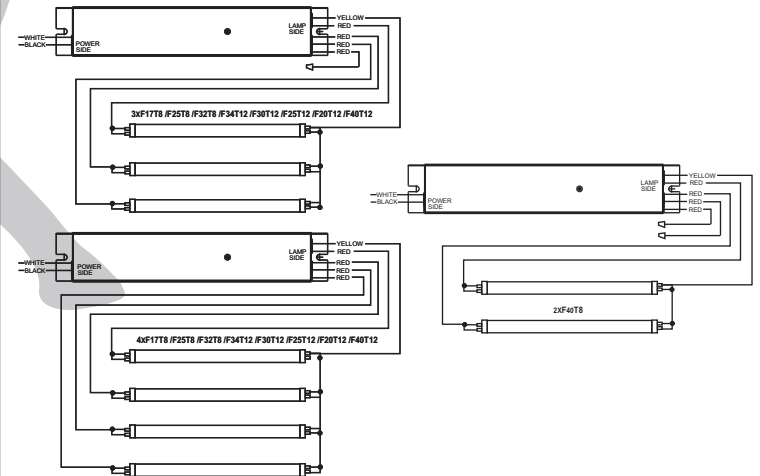 YELLOW
RED
LAMP
SIDE
RED
RED
RED
WHITE
BLACK
POWER
SIDE
3xF17T8 /F25T8 /F32T8 /F34T12 /F30T12 /F25T12 /F20T12 /F40T12
YELLOW
RED
LAMP
SIDE
RED
RED
RED
WHITE
BLACK
POWER
SIDE
2XF40T8
YELLOW
RED
LAMP
SIDE
RED
RED
RED
WHITE
BLACK
POWER
SIDE
4xF17T8 /F25T8 /F32T8 /F34T12 /F30T12 /F25T12 /F20T12 /F40T12